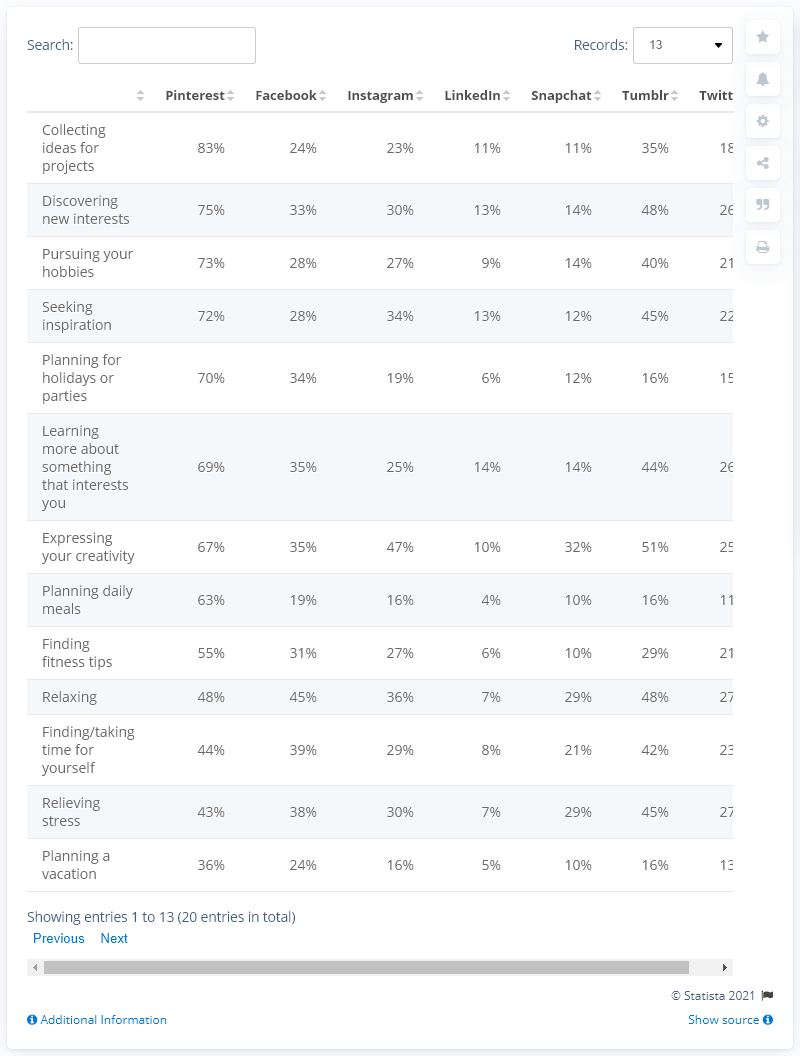 Search:
Records: 13
Pinterest Facebook Instagram LinkedIn Snapchat Tumblr Twitt
Collecting
ideas for
projects
83% 24% 23% 11% 11% 35% 18
Discovering
new interests
75% 33% 30% 13% 14% 48% 26
Pursuing your
hobbies
73% 28% 27% 9% 14% 40% 21
Seeking
inspiration
72% 28% 34% 13% 12% 45% 22
Planning for
holidays or
parties
70% 34% 19% 6% 12% 16% 15
Learning
more about
something
that interests
you
69% 35% 25% 14% 14% 44% 26
Expressing
your creativity
67% 35% 47% 10% 32% 51% 25
Planning daily
meals
63% 19% 16% 4% 10% 16% 11
Finding
fitness tips
55% 31% 27% 6% 10% 29% 21
Relaxing 48% 45% 36% 7% 29% 48% 27
Finding/taking
time for
yourself
44% 39% 29% 8% 21% 42% 23
Relieving
stress
43% 38% 30% 7% 29% 45% 27
Planning a
vacation
36% 24% 16% 5% 10% 16% 13
Showing entries 1 to 13 (20 entries in total)
Previous Next
© Statista 2021
Additional Information
Show source